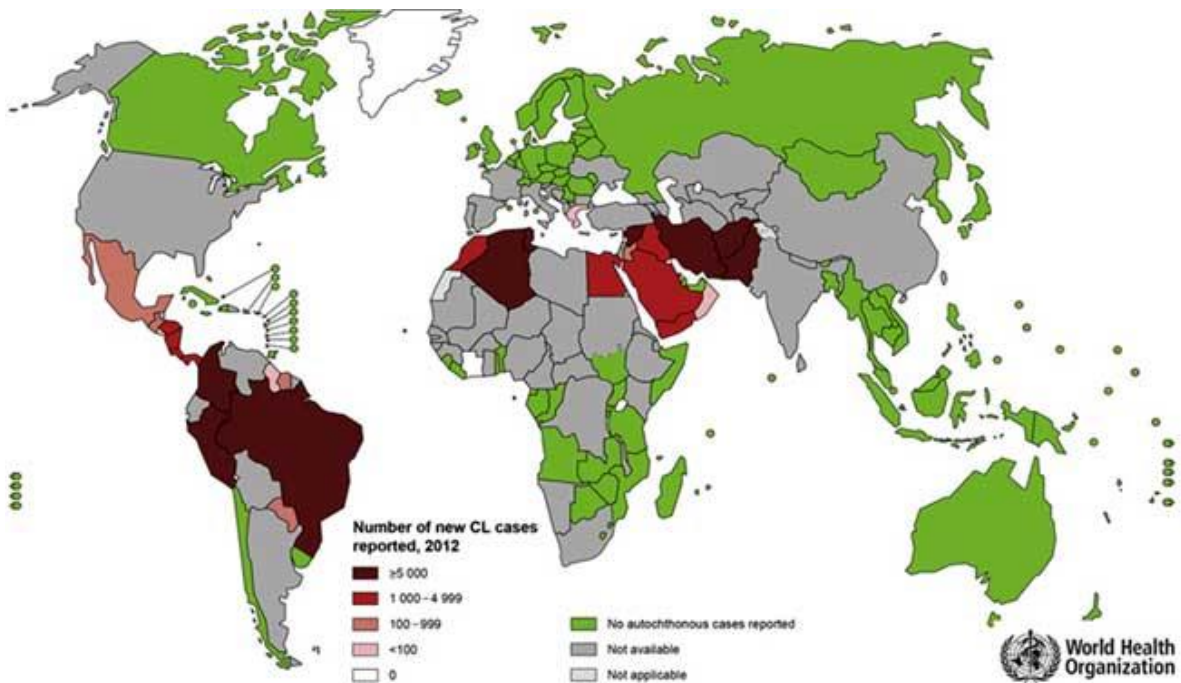 Number of new CL cases
reported, 2012
≥5 000
1 000–4 999
100–999
<100
0
No autochthonous cases reported
Not available
Not applicable
World Health
Organization